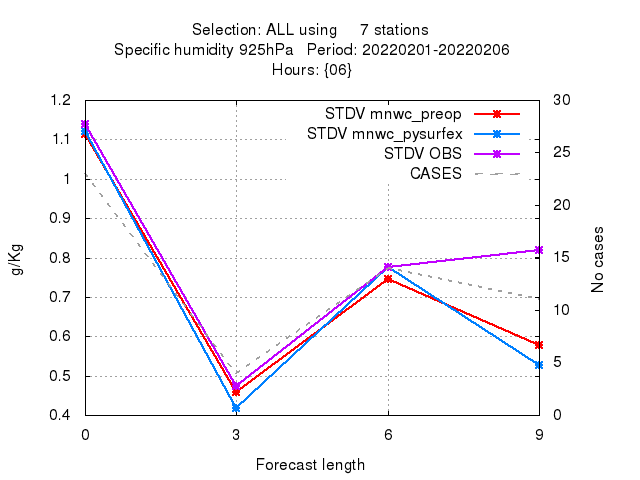 Selection: ALL using 7 stations
Specific humidity 925hPa Period: 20220201-20220206
Hours: {06}
STDV mnwc_preop
STDV mnwc_pysurfex
STDV OBS
CASES
1.2
1.1
1
0.9
0.8
0.7
0.6
0.5
0.4
30
25
20
15
10
5
0
g/Kg
No cases
0 3 6 9
Forecast length